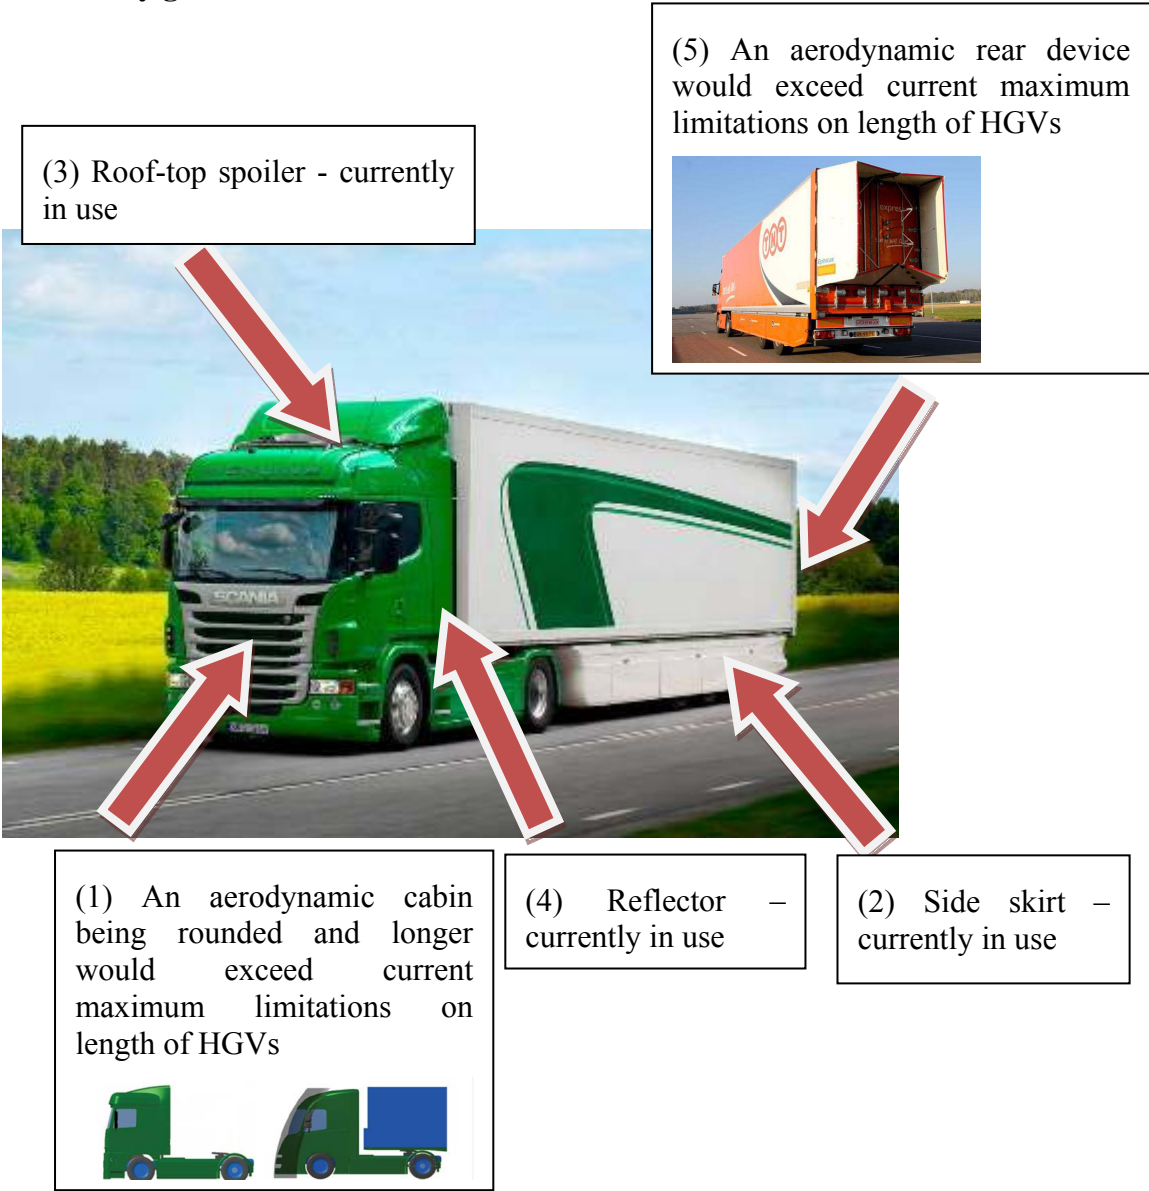 (5) An aerodynamic rear device
would exceed current maximum
limitations on length of HGVs
(3) Roof-top spoiler - currently
in use
TNT
express
SCANIA
(1) An aerodynamic cabin
being rounded and longer
would exceed current
maximum limitations on
length of HGVs
(4) Reflector –
currently in use
(2) Side skirt –
currently in use